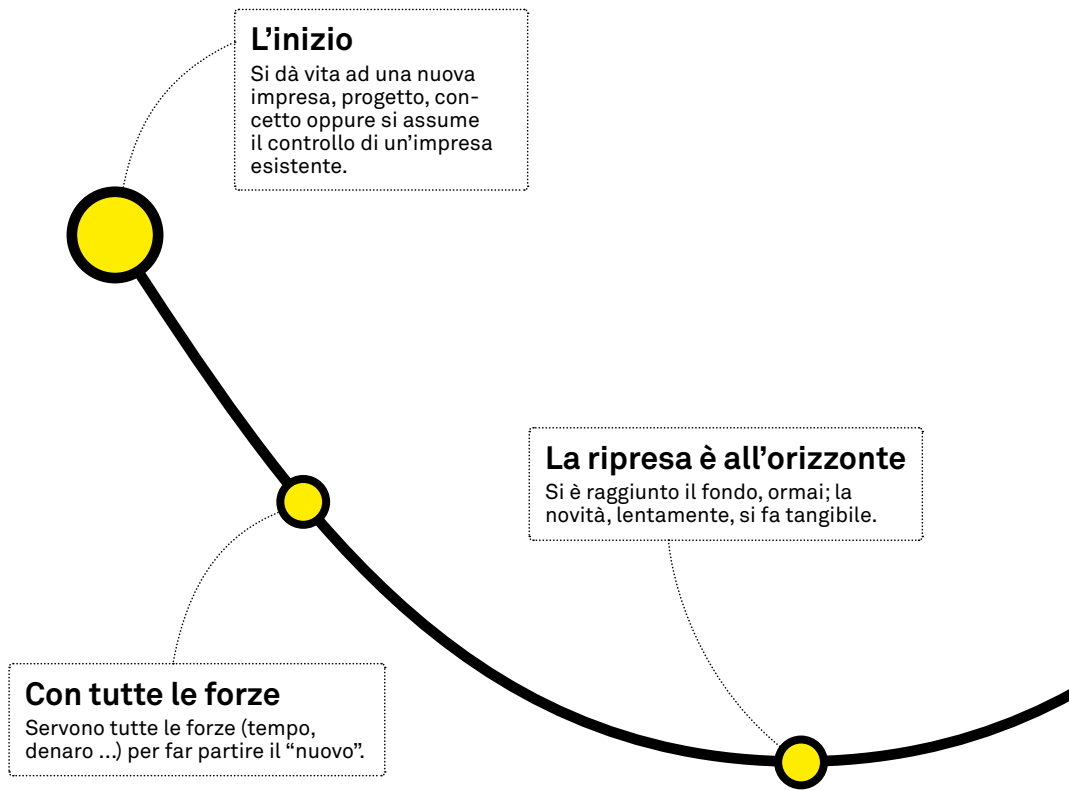 L’inizio
Si dà vita ad una nuova
impresa, progetto, con-
cetto oppure si assume
il controllo di un’impresa
esistente.
La ripresa è all’orizzonte
Si è raggiunto il fondo, ormai; la
novità, lentamente, si fa tangibile.
Con tutte le forze
Servono tutte le forze (tempo,
denaro ...) per far partire il “nuovo”.